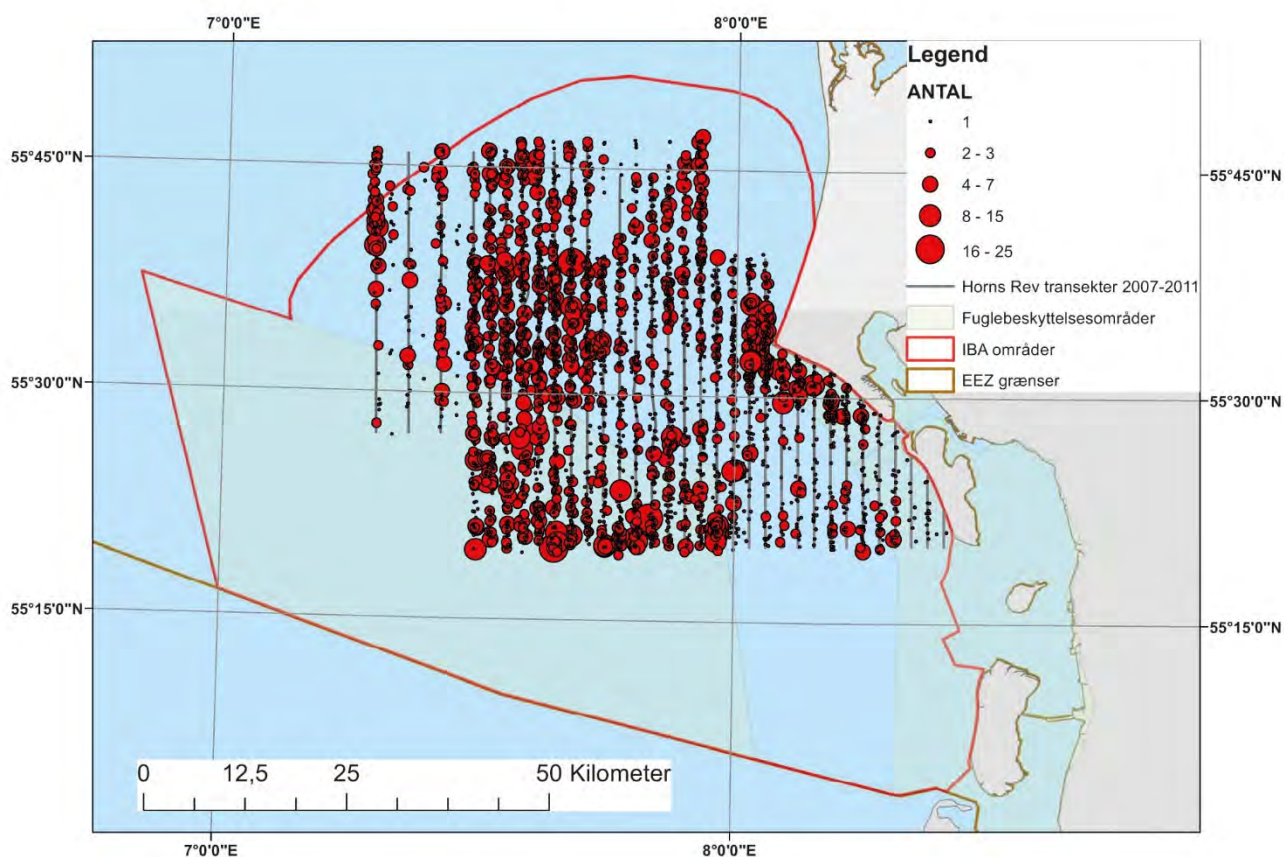 7°0'0"E
8°0'0"E
Legend
ANTAL
1
2 - 3
4 - 7
8 - 15
16 - 25
Horns Rev transekter 2007-2011
Fuglebeskyttelsesområder
IBA områder
EEZ grænser
55°45'0"N
55°45'0"N
55°30'0"N
55°30'0"N
55°15'0"N
55°15'0"N
0
12,5
25
50 Kilometer
7°0'0"E
8°0'0"E